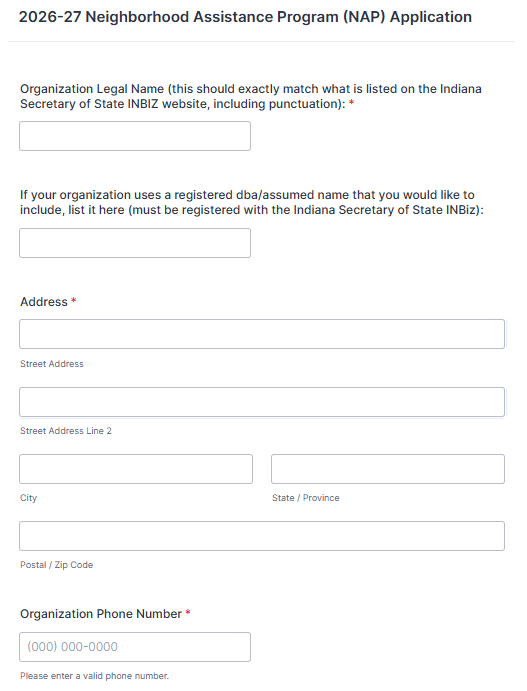 2026-27 Neighborhood Assistance Program (NAP) Application
Organization Legal Name (this should exactly match what is listed on the Indiana
Secretary of State INBIZ website, including punctuation): *
If your organization uses a registered dba/assumed name that you would like to
include, list it here (must be registered with the Indiana Secretary of State INBiz):
Address *
Street Address
Street Address Line 2
City
State / Province
Postal / Zip Code
Organization Phone Number *
(000) 000-0000
Please enter a valid phone number.